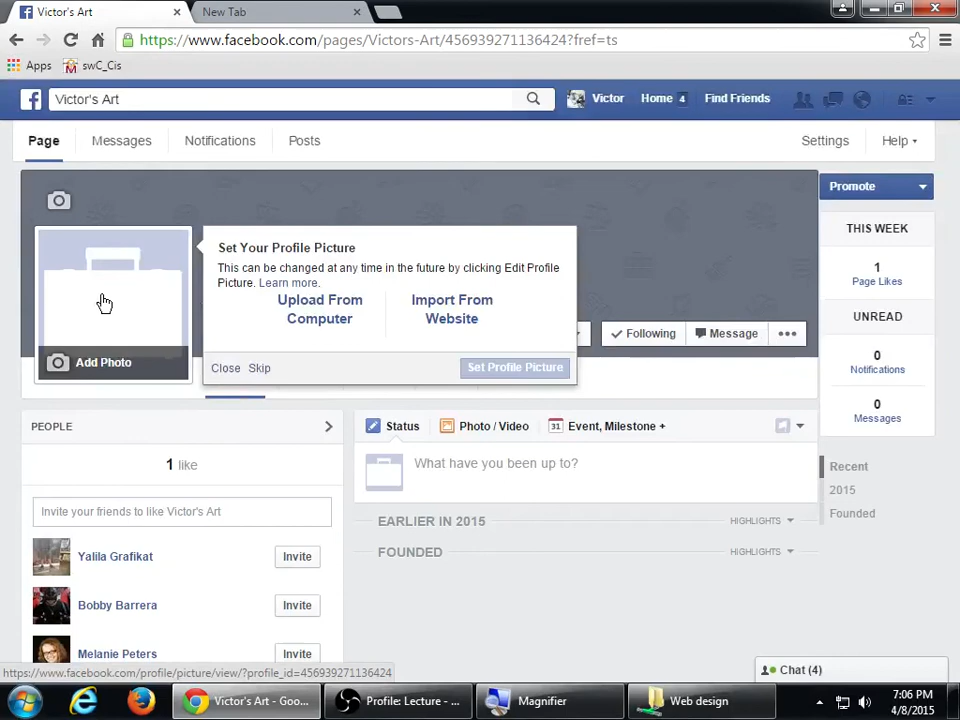 Victor's Art
New Tab
https://www.facebook.com/pages/Victors-Art/456939271136424?fref=ts
Apps
swC_Cis
Victor's Art
Victor
Home 4
Find Friends
Page
Messages
Notifications
Posts
Settings
Help
Promote
Set Your Profile Picture
This can be changed at any time in the future by clicking Edit Profile
Picture. Learn more.
Upload From
Computer
Import From
Website
Close
Skip
Set Profile Picture
Add Photo
Following
Message
THIS WEEK
1
Page Likes
UNREAD
0
Notifications
0
Messages
PEOPLE
1 like
Invite your friends to like Victor's Art
Yalila Grafikat
Invite
Bobby Barrera
Invite
Melanie Peters
Invite
Status
Photo / Video
31
Event, Milestone +
What have you been up to?
EARLIER IN 2015
HIGHLIGHTS
FOUNDED
HIGHLIGHTS
Recent
2015
Founded
https://www.facebook.com/profile/picture/view/?profile_id=456939271136424
Chat (4)
Victor's Art - Goo...
Profile: Lecture - ...
Magnifier
Web design
7:06 PM
4/8/2015